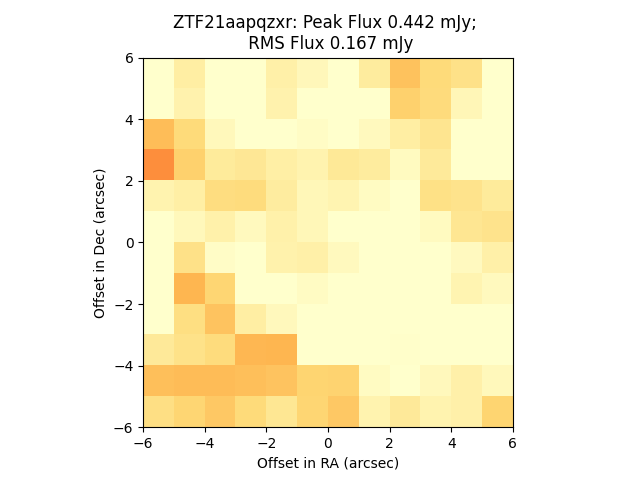 ZTF21aapqzxr: Peak Flux 0.442 mJy;
RMS Flux 0.167 mJy
6
4
2
0
−2
−4
−6
Offset in Dec (arcsec)
−6 −4 −2 0 2 4 6
Offset in RA (arcsec)